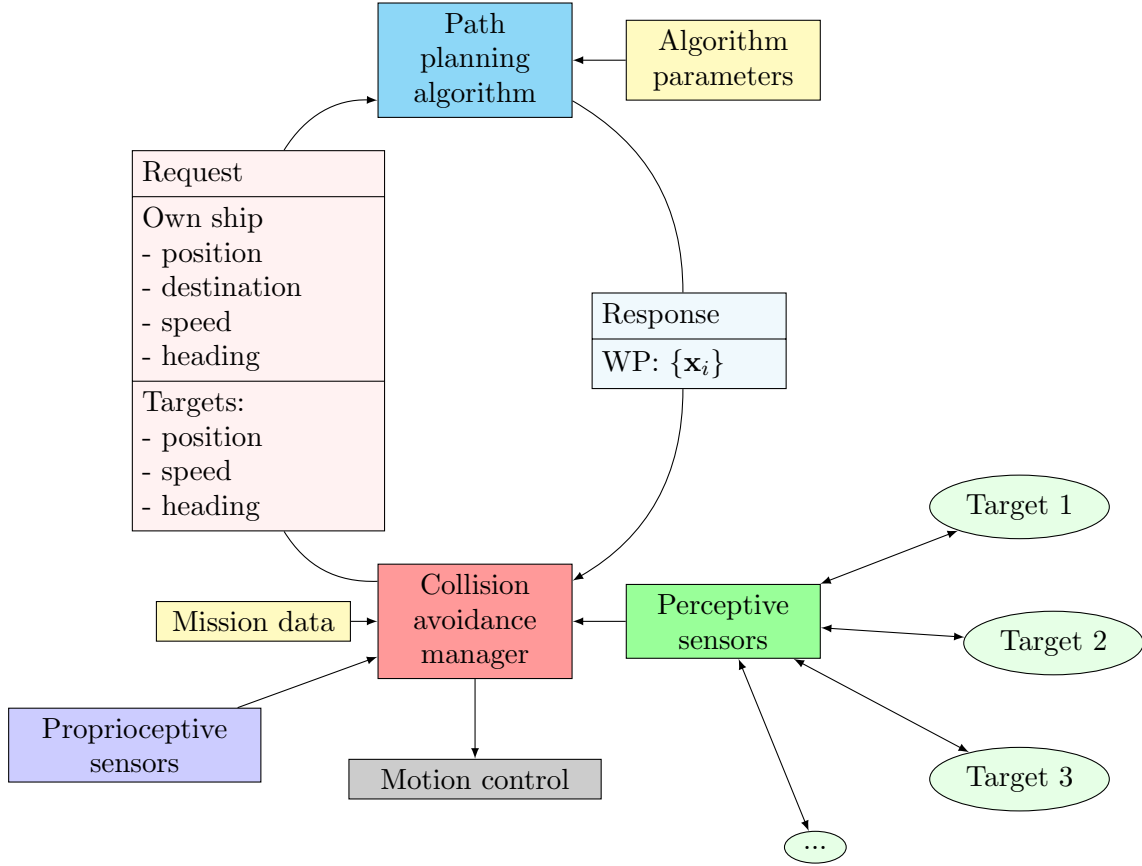 Path
planning
algorithm
Algorithm
parameters
Request
Own ship
- position
- destination
- speed
- heading
Targets:
- position
- speed
- heading
Response
WP: {𝐱ᵢ}
Target 1
Collision
avoidance
manager
Perceptive
sensors
Mission data
Target 2
Proprioceptive
sensors
Motion control
Target 3
...